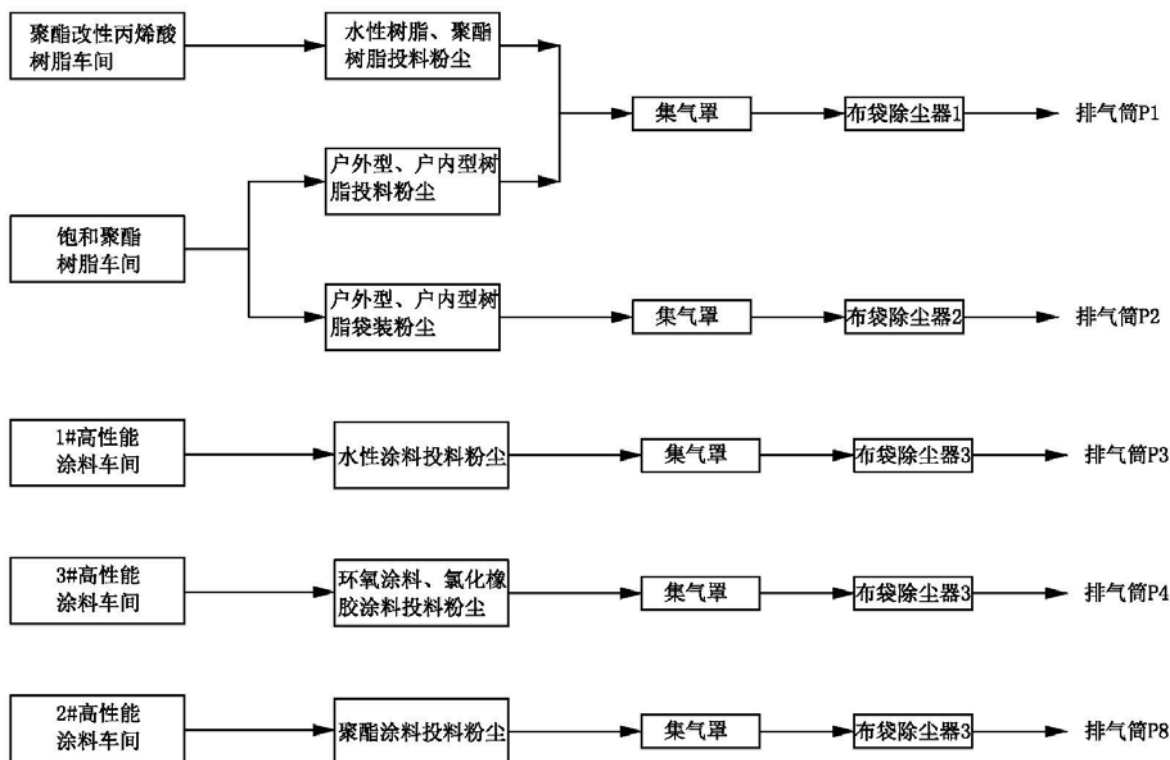 聚酯改性丙烯酸
树脂车间
水性树脂、聚酯
树脂投料粉尘
集气罩
布袋除尘器1
排气筒P1
户外型、户内型树
脂投料粉尘
饱和聚酯
树脂车间
户外型、户内型树
脂袋装粉尘
集气罩
布袋除尘器2
排气筒P2
1#高性能
涂料车间
水性涂料投料粉尘
集气罩
布袋除尘器3
排气筒P3
3#高性能
涂料车间
环氧涂料、氯化橡
胶涂料投料粉尘
集气罩
布袋除尘器3
排气筒P4
2#高性能
涂料车间
聚酯涂料投料粉尘
集气罩
布袋除尘器3
排气筒P8